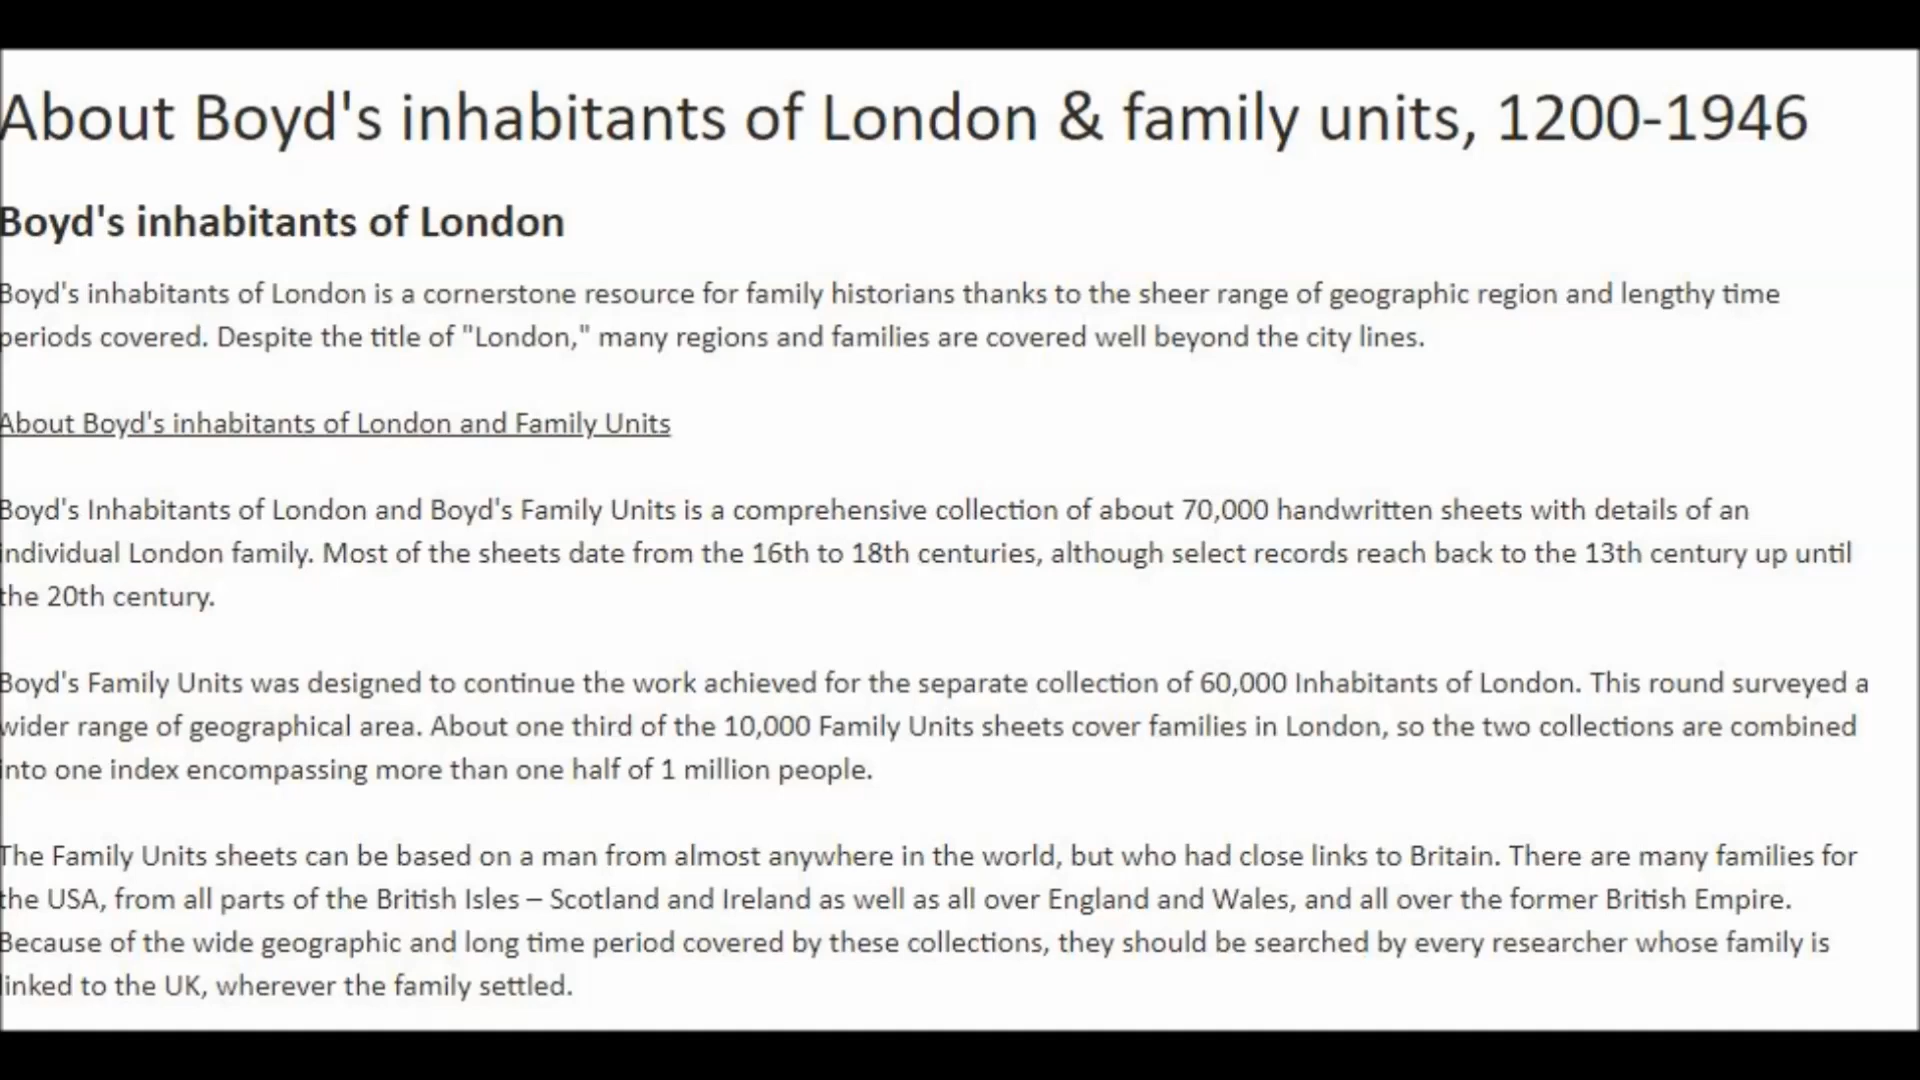 About Boyd's inhabitants of London & family units, 1200-1946
Boyd's inhabitants of London
Boyd's inhabitants of London is a cornerstone resource for family historians thanks to the sheer range of geographic region and lengthy time
periods covered. Despite the title of "London," many regions and families are covered well beyond the city lines.
About Boyd's inhabitants of London and Family Units
Boyd's Inhabitants of London and Boyd's Family Units is a comprehensive collection of about 70,000 handwritten sheets with details of an
individual London family. Most of the sheets date from the 16th to 18th centuries, although select records reach back to the 13th century up until
the 20th century.
Boyd's Family Units was designed to continue the work achieved for the separate collection of 60,000 Inhabitants of London. This round surveyed a
wider range of geographical area. About one third of the 10,000 Family Units sheets cover families in London, so the two collections are combined
into one index encompassing more than one half of 1 million people.
The Family Units sheets can be based on a man from almost anywhere in the world, but who had close links to Britain. There are many families for
the USA, from all parts of the British Isles – Scotland and Ireland as well as all over England and Wales, and all over the former British Empire.
Because of the wide geographic and long time period covered by these collections, they should be searched by every researcher whose family is
linked to the UK, wherever the family settled.